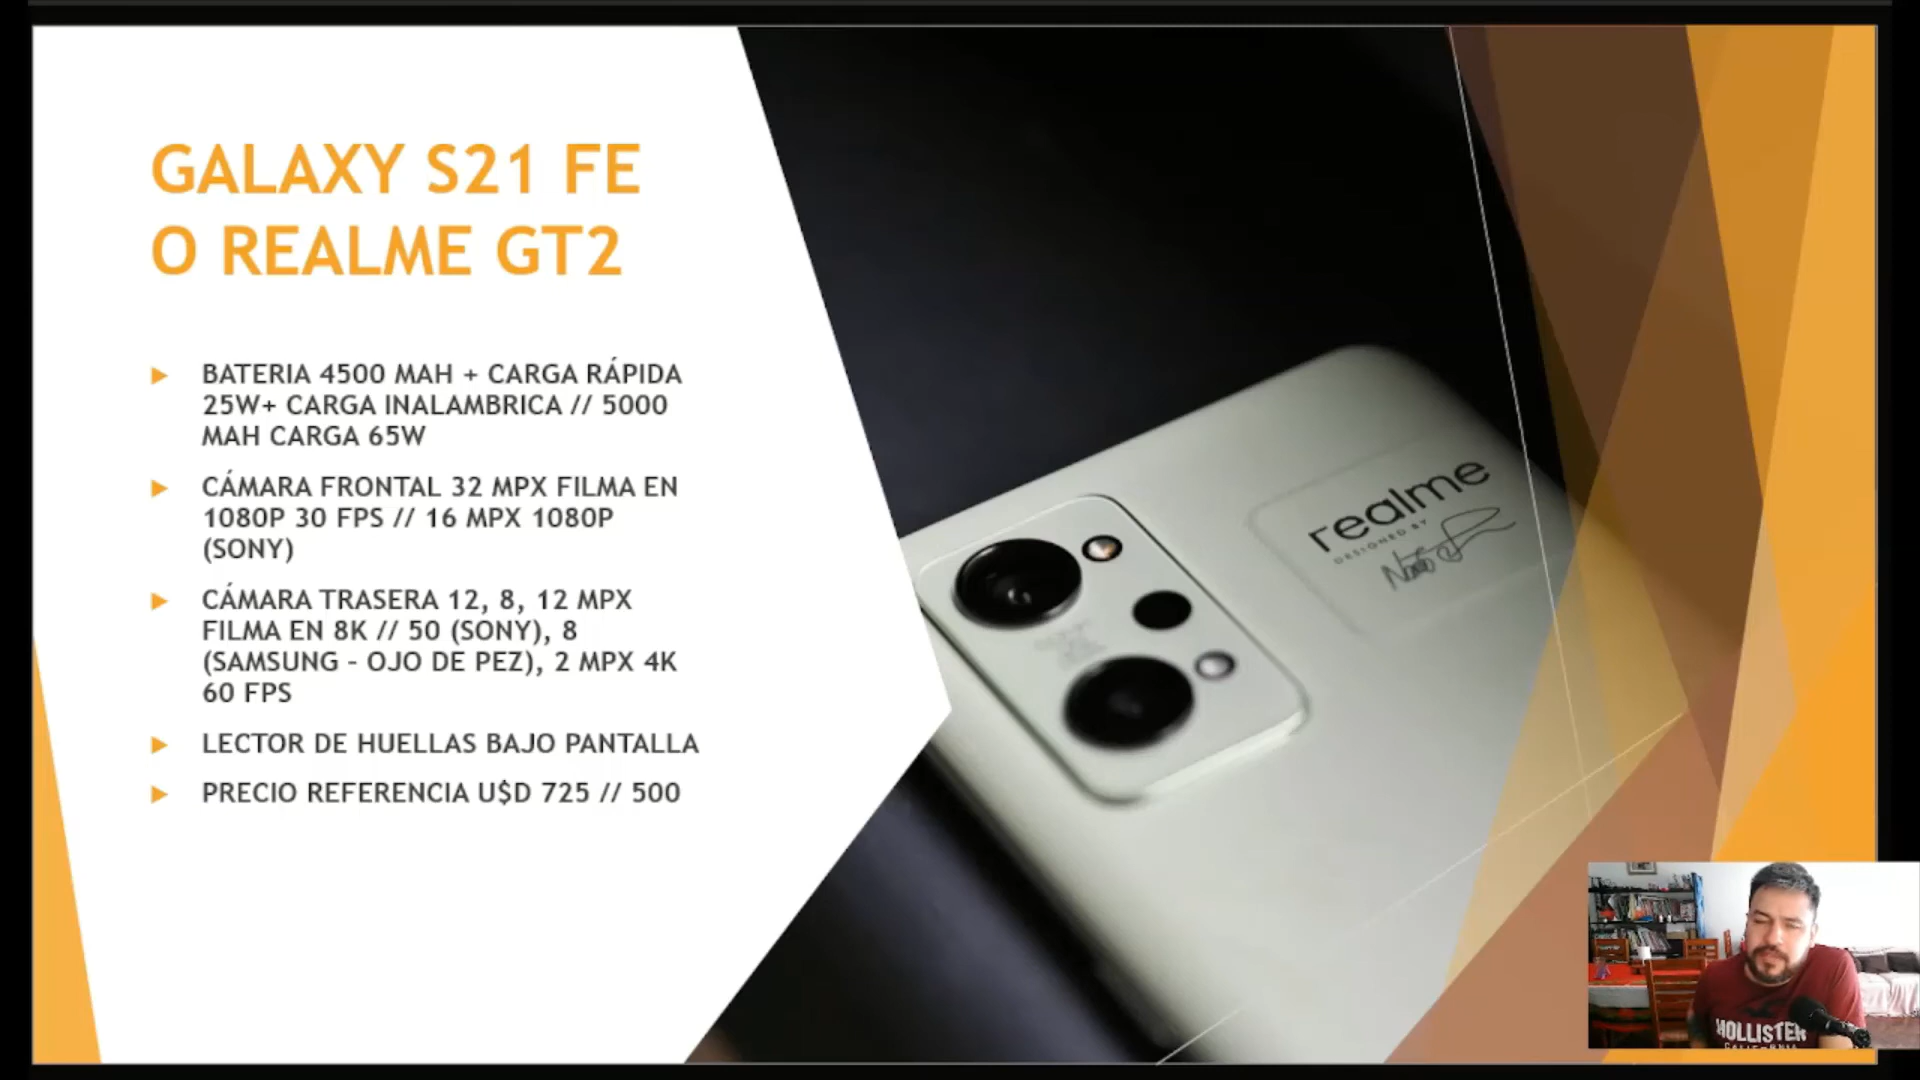 GALAXY S21 FE
O REALME GT2
BATERIA 4500 MAH + CARGA RÁPIDA
25W+ CARGA INALAMBRICA // 5000
MAH CARGA 65W
CÁMARA FRONTAL 32 MPX FILMA EN
1080P 30 FPS // 16 MPX 1080P
(SONY)
CÁMARA TRASERA 12, 8, 12 MPX
FILMA EN 8K // 50 (SONY), 8
(SAMSUNG - OJO DE PEZ), 2 MPX 4K
60 FPS
LECTOR DE HUELLAS BAJO PANTALLA
PRECIO REFERENCIA U$D 725 // 500
realme
DESIGNED BY
HOLLISTER